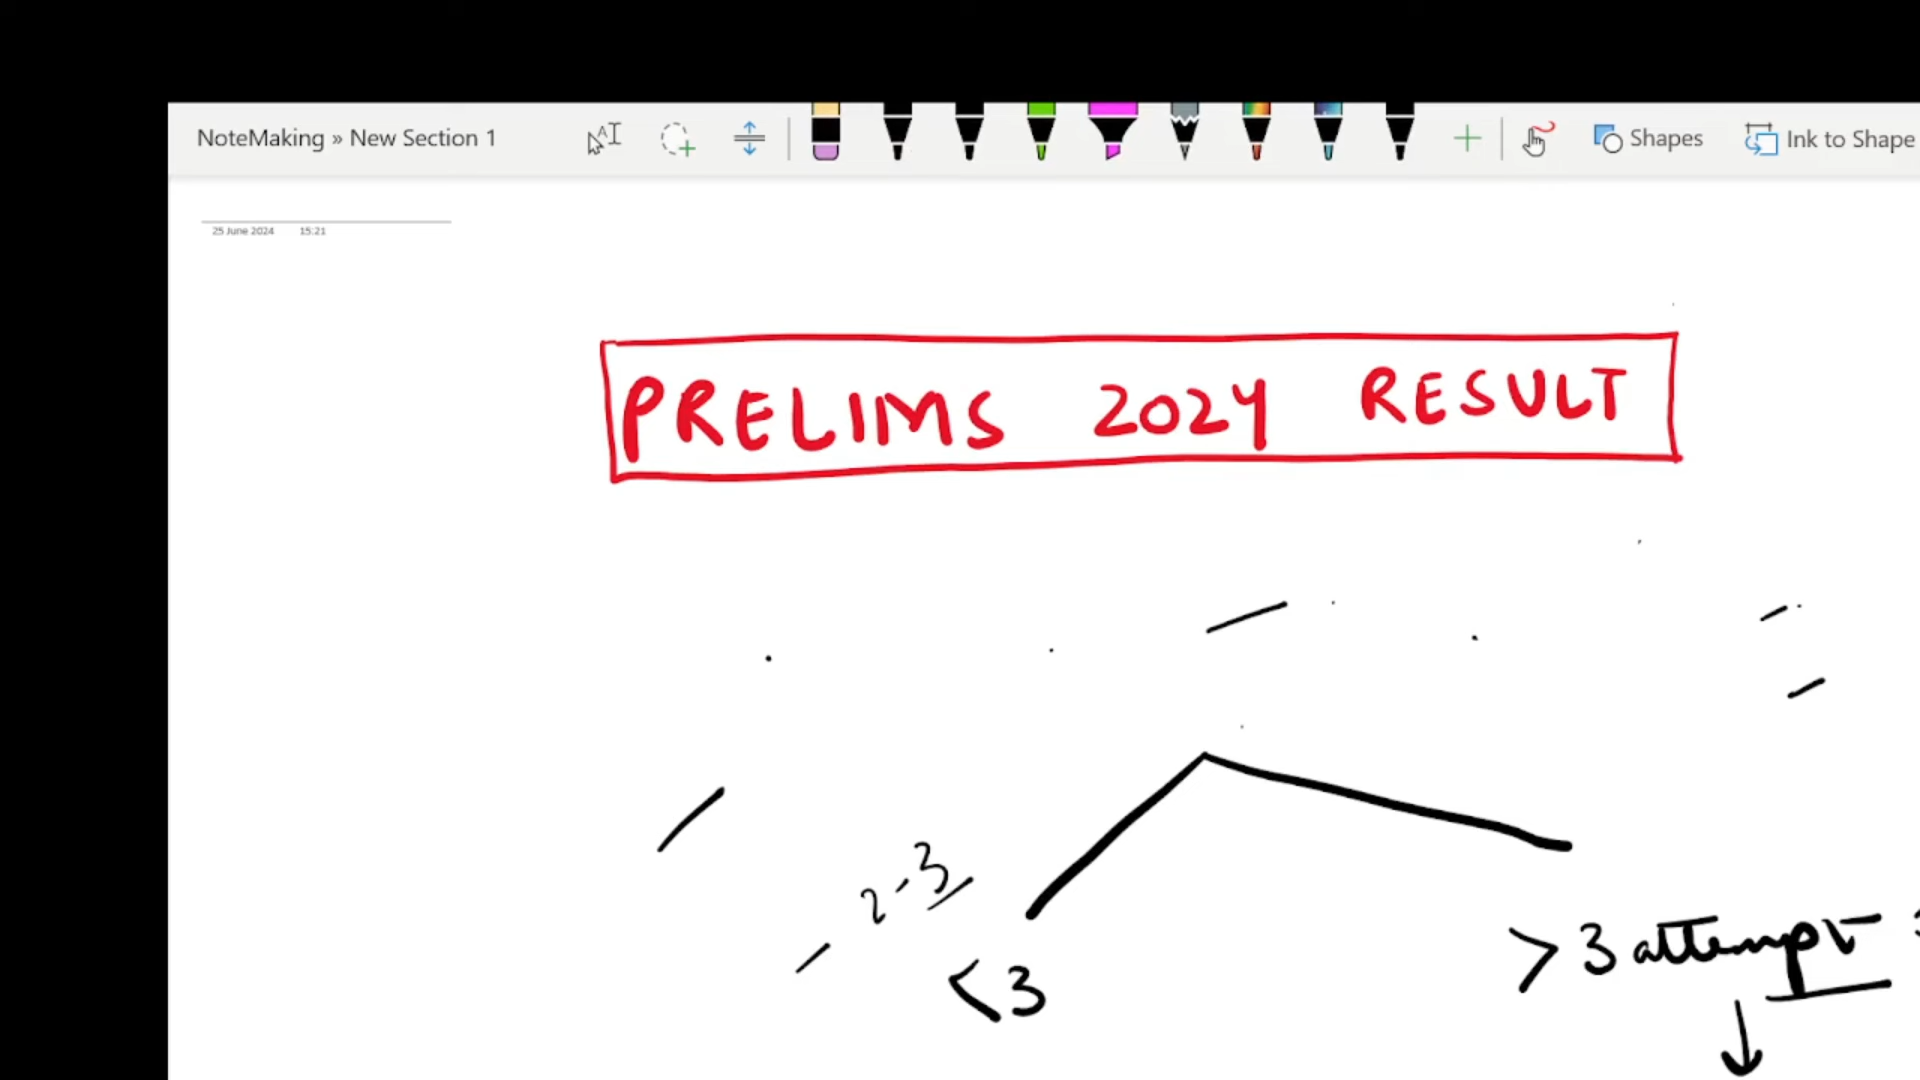 NoteMaking » New Section 1
Shapes
Ink to Shape
25 June 2024 15:21
PRELIMS 2024 RESULT
2-3
<3
>3 attempt